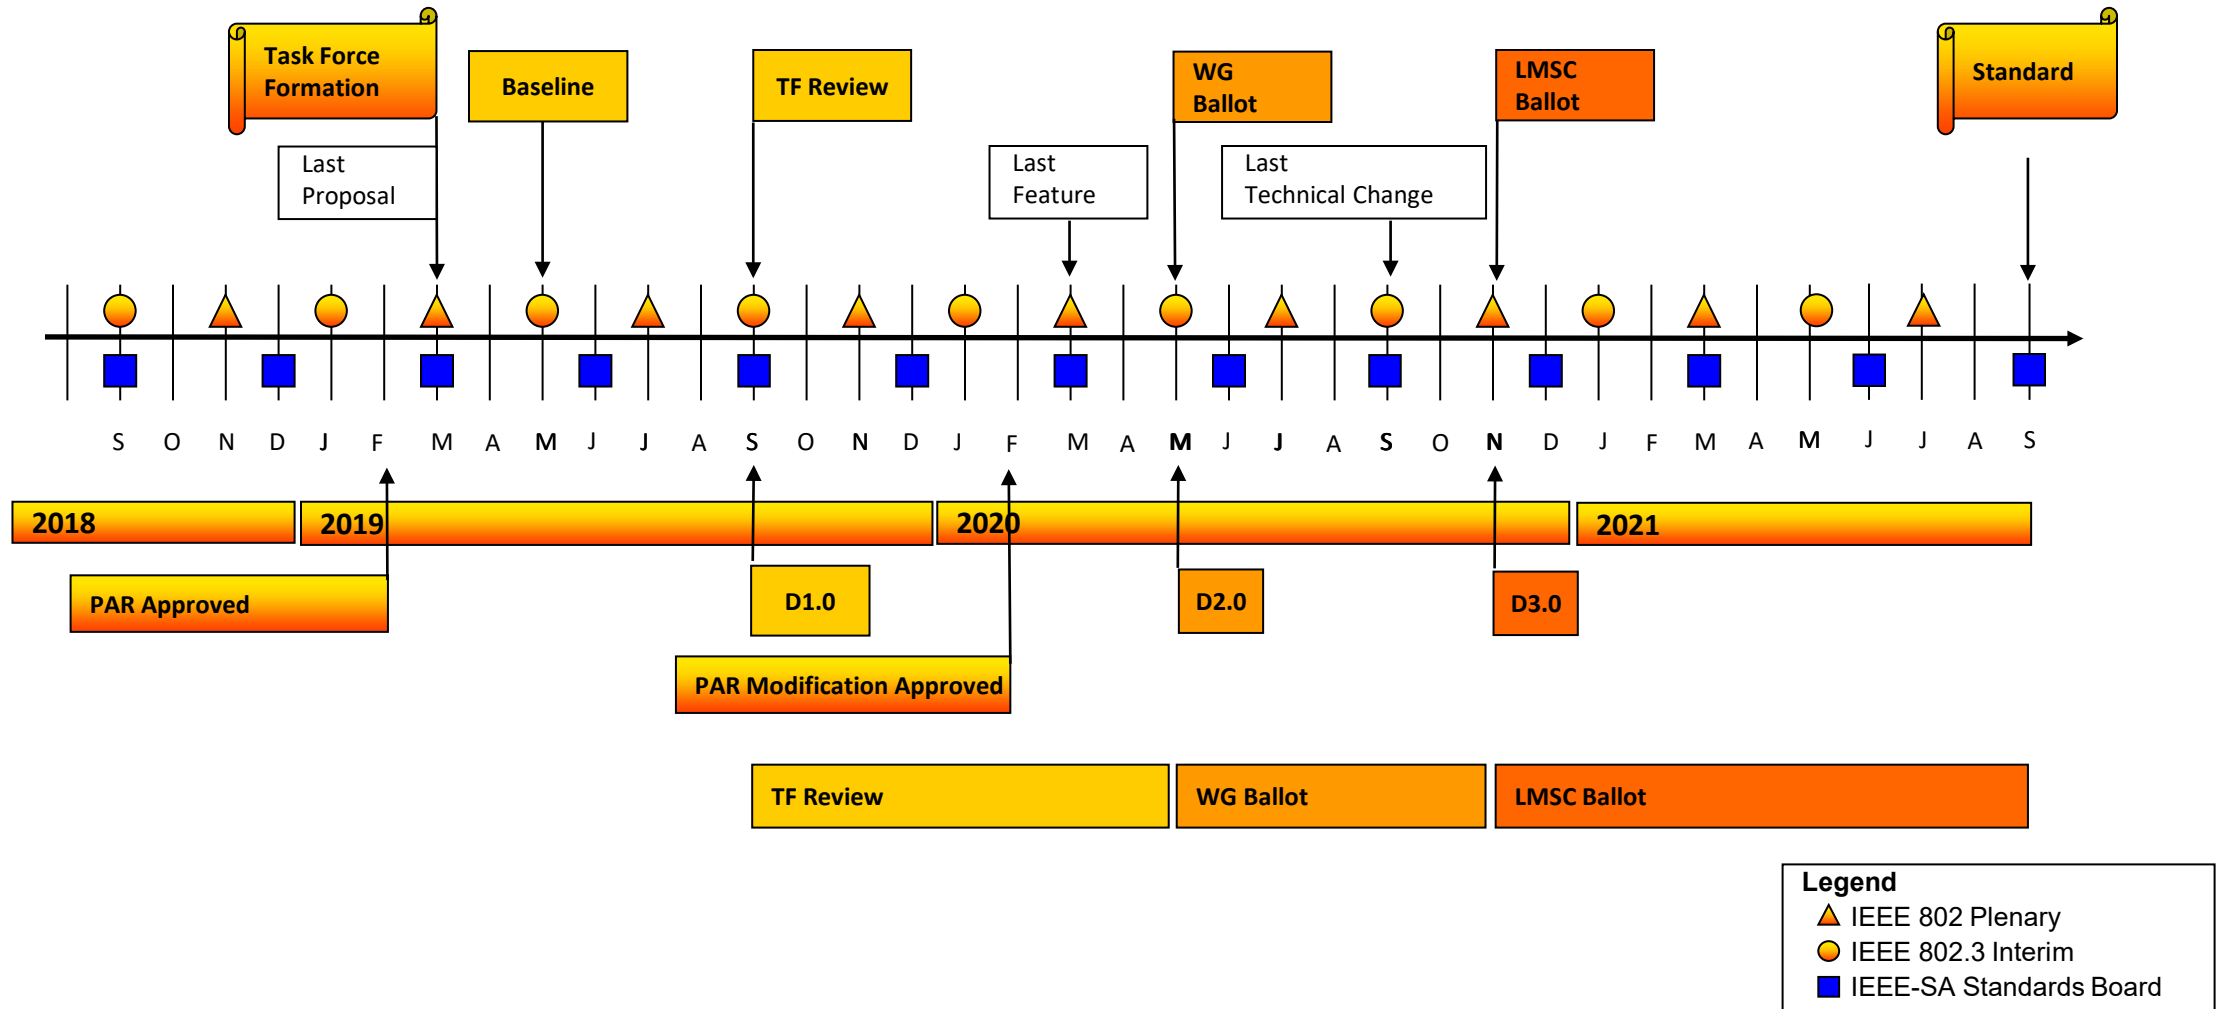 Task Force
Formation
Baseline
TF Review
WG
Ballot
LMSC
Ballot
Standard
Last
Proposal
Last
Feature
Last
Technical Change
S O N D J F M A M J J A S O N D J F M A M J J A S O N D J F M A M J J A S
2018
2019
2020
2021
PAR Approved
D1.0
D2.0
D3.0
PAR Modification Approved
TF Review
WG Ballot
LMSC Ballot
Legend
IEEE 802 Plenary
IEEE 802.3 Interim
IEEE-SA Standards Board